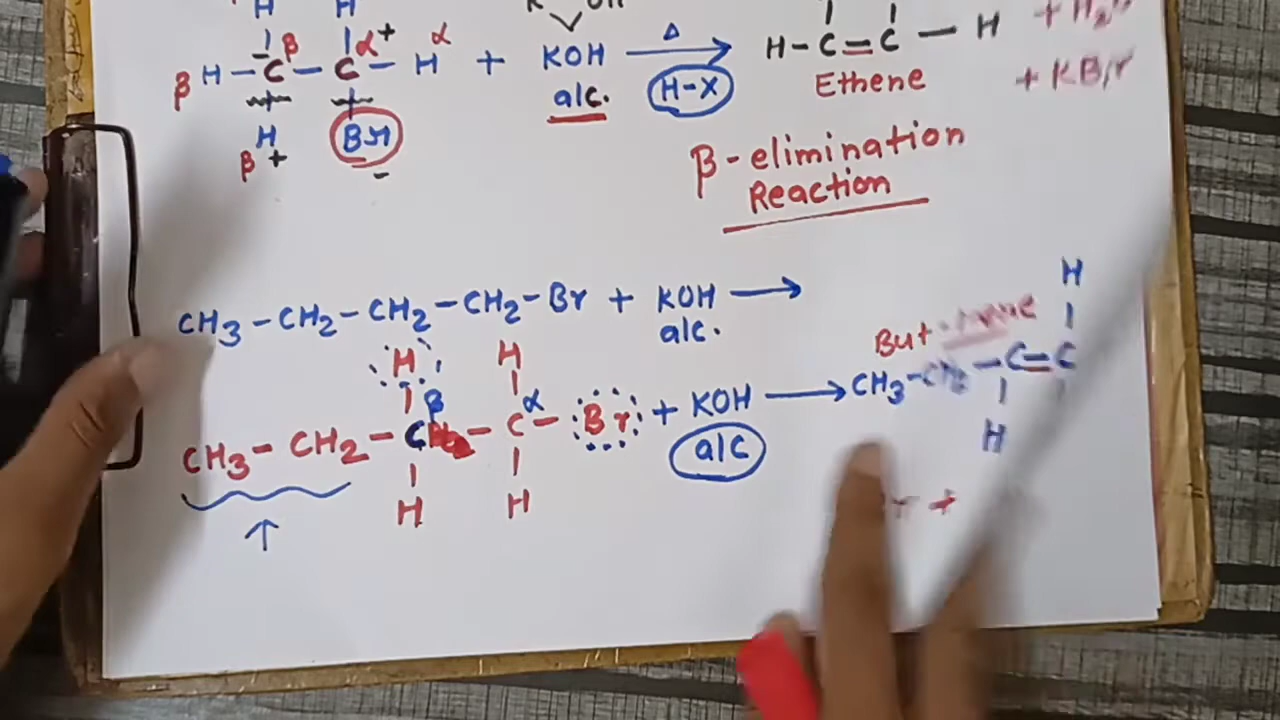 H H
β H – C – C – H α + KOH Δ→ H – C = C – H
β α+
alc. H-X Ethene + KBr
H Br
β + -
β-elimination
Reaction
CH3 – CH2 – CH2 – CH2 – Br + KOH →
alc.
H H H
CH3 – CH2 – C – C – Br + KOH → CH3 – CH2 – C = C
β α
alc
H H H
+